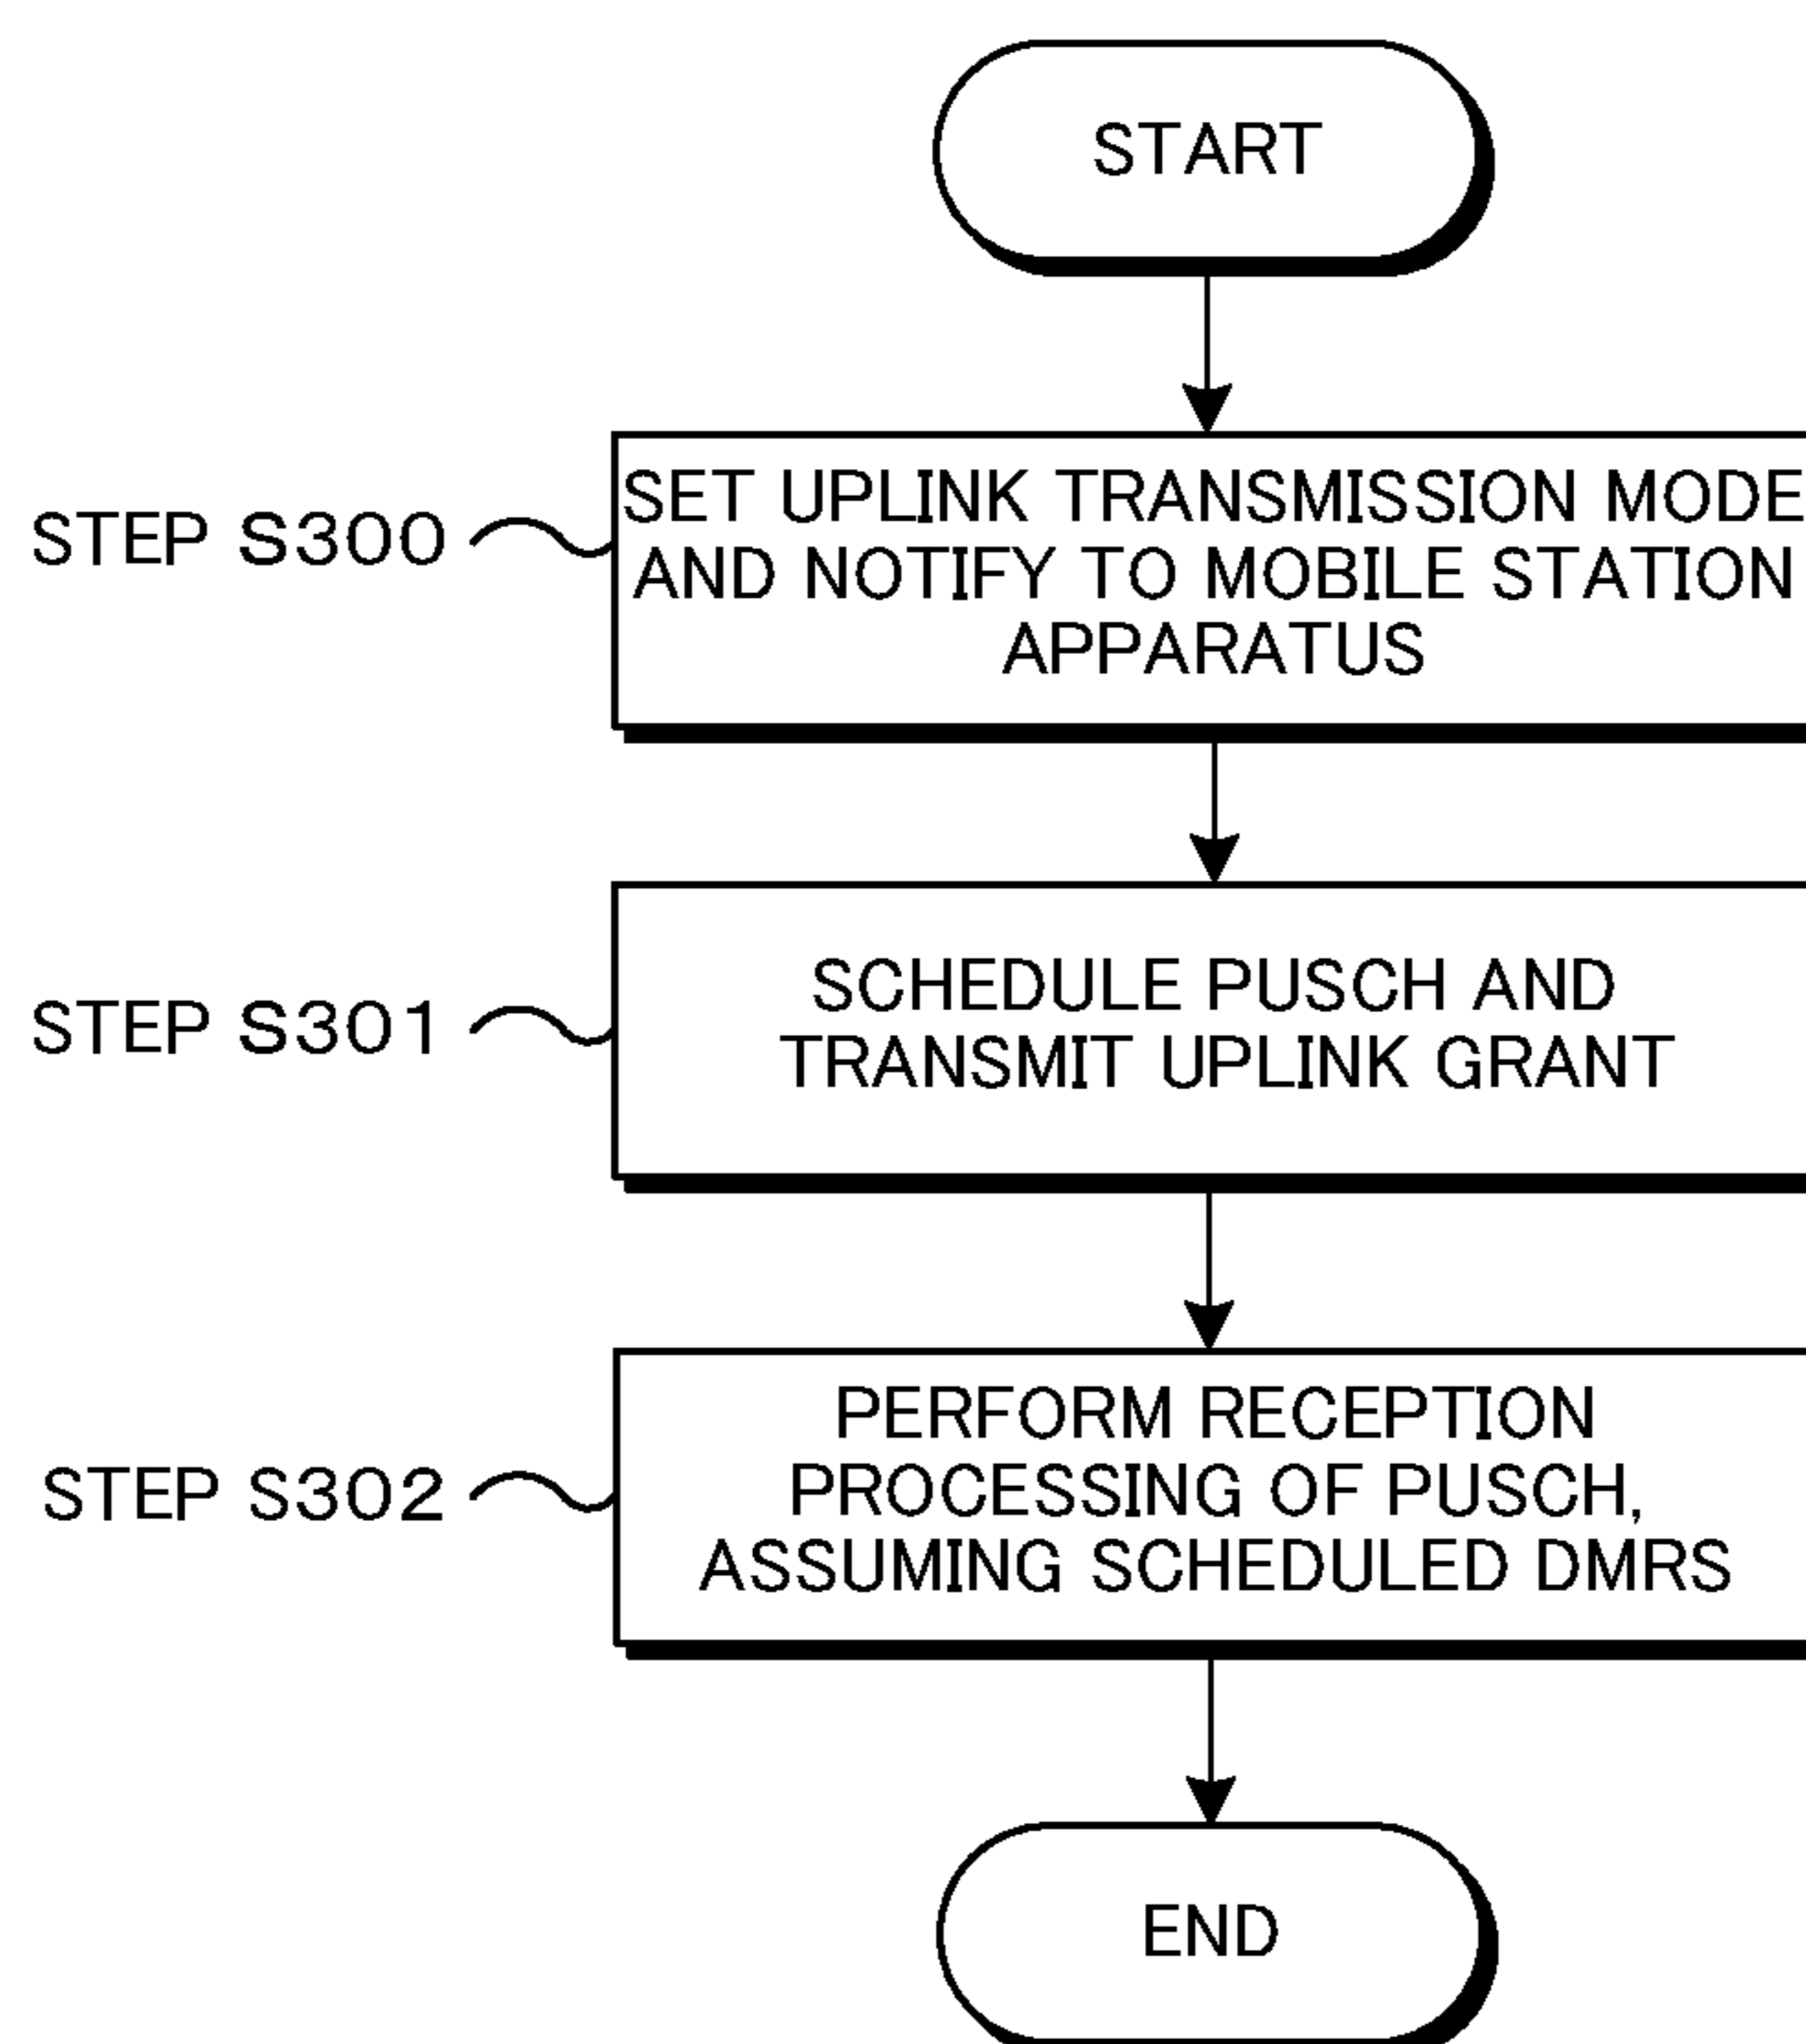 START
STEP S300
SET UPLINK TRANSMISSION MODE
AND NOTIFY TO MOBILE STATION
APPARATUS
STEP S301
SCHEDULE PUSCH AND
TRANSMIT UPLINK GRANT
STEP S302
PERFORM RECEPTION
PROCESSING OF PUSCH,
ASSUMING SCHEDULED DMRS
END